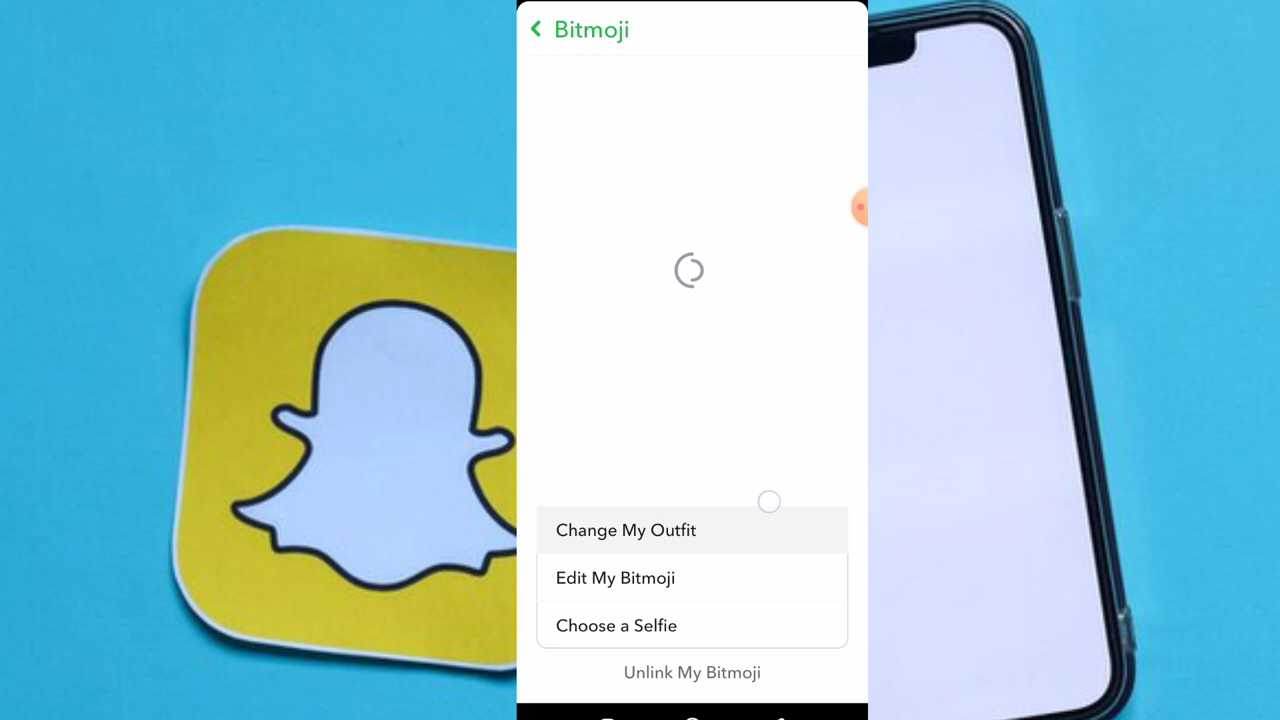 Bitmoji
Change My Outfit
Edit My Bitmoji
Choose a Selfie
Unlink My Bitmoji